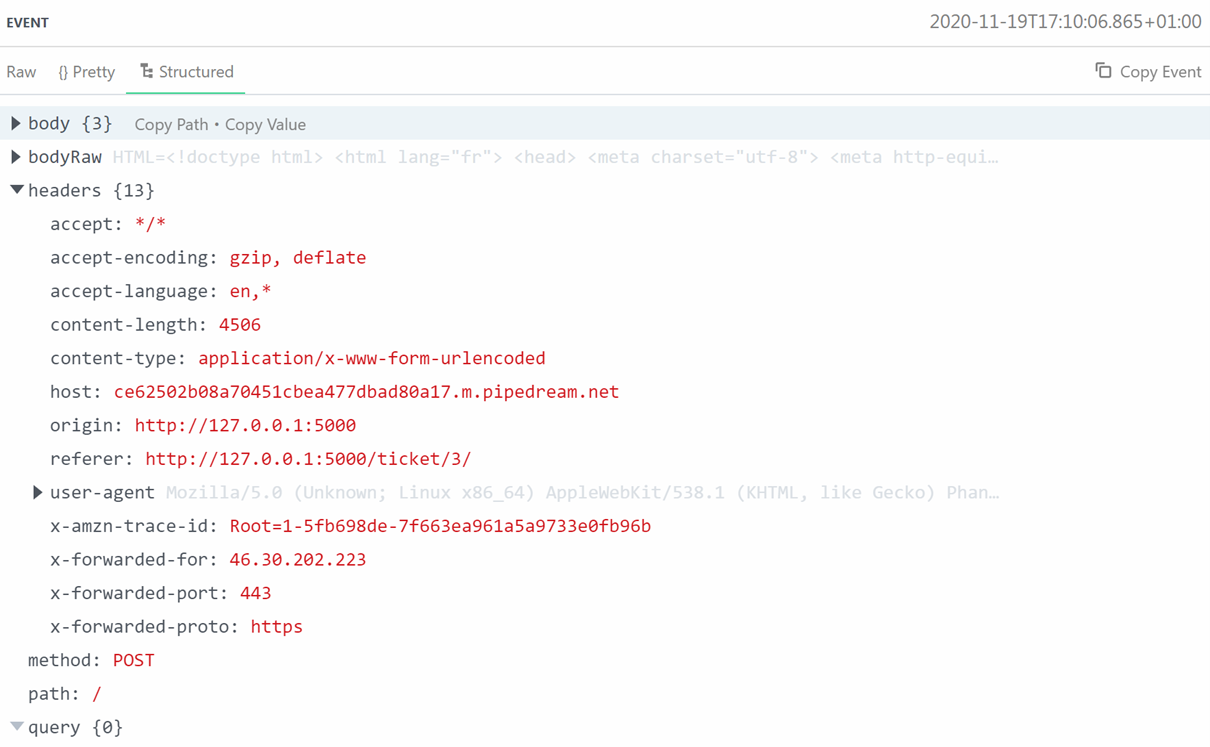 EVENT 2020-11-19T17:10:06.865+01:00
Raw {} Pretty Structured Copy Event
body {3} Copy Path • Copy Value
bodyRaw HTML=<!doctype html> <html lang="fr"> <head> <meta charset="utf-8"> <meta http-equi…
headers {13}
accept: */*
accept-encoding: gzip, deflate
accept-language: en,*
content-length: 4506
content-type: application/x-www-form-urlencoded
host: ce62502b08a70451cbea477dbad80a17.m.pipedream.net
origin: http://127.0.0.1:5000
referer: http://127.0.0.1:5000/ticket/3/
user-agent Mozilla/5.0 (Unknown; Linux x86_64) AppleWebKit/538.1 (KHTML, like Gecko) Phan…
x-amzn-trace-id: Root=1-5fb698de-7f663ea961a5a9733e0fb96b
x-forwarded-for: 46.30.202.223
x-forwarded-port: 443
x-forwarded-proto: https
method: POST
path: /
query {0}